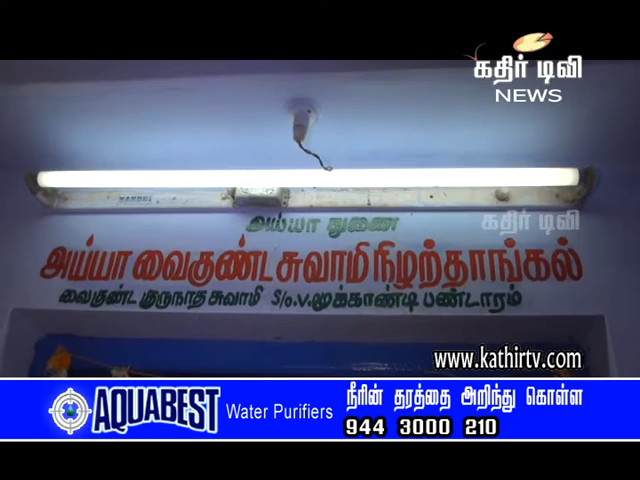 கதிர் டிவி
NEWS
கதிர் டிவி
அய்யா துணை
அய்யா வைகுண்ட சுவாமி நிழற்தாங்கல்
வைகுண்ட குருநாத சுவாமி S/o.V.முக்காண்டி பண்டாரம்
www.kathirtv.com
AQUABEST Water Purifiers
நீரின் தரத்தை அறிந்து கொள்ள
944 3000 210